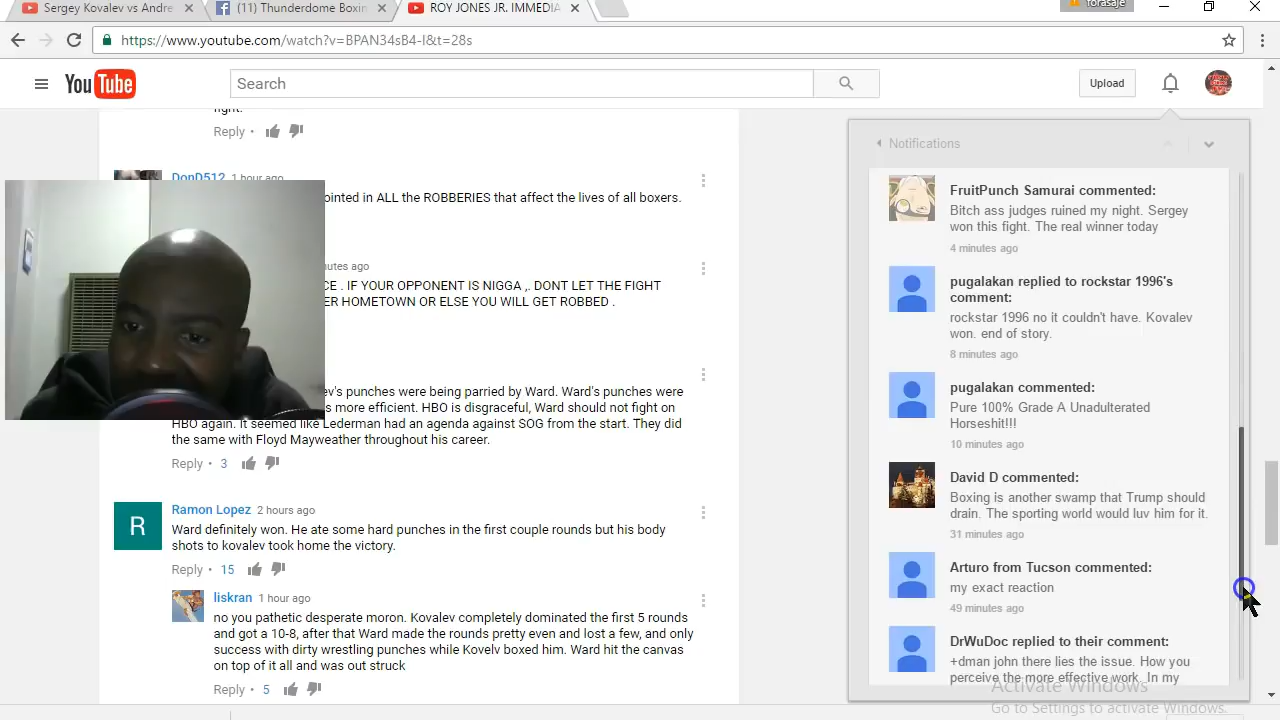 Sergey Kovalev vs Andre
(11) Thunderdome Boxin
ROY JONES JR. IMMEDIA
forasaje
https://www.youtube.com/watch?v=BPAN34sB4-I&t=28s
YouTube
Search
Upload
fight.
Reply
DonD512 1 hour ago
ointed in ALL the ROBBERIES that affect the lives of all boxers.
utes ago
CE . IF YOUR OPPONENT IS NIGGA ,. DONT LET THE FIGHT
ER HOMETOWN OR ELSE YOU WILL GET ROBBED .
ev's punches were being parried by Ward. Ward's punches were
s more efficient. HBO is disgraceful, Ward should not fight on
HBO again. It seemed like Lederman had an agenda against SOG from the start. They did
the same with Floyd Mayweather throughout his career.
Reply • 3
R
Ramon Lopez 2 hours ago
Ward definitely won. He ate some hard punches in the first couple rounds but his body
shots to kovalev took home the victory.
Reply • 15
liskran 1 hour ago
no you pathetic desperate moron. Kovalev completely dominated the first 5 rounds
and got a 10-8, after that Ward made the rounds pretty even and lost a few, and only
success with dirty wrestling punches while Kovelv boxed him. Ward hit the canvas
on top of it all and was out struck
Reply • 5
Notifications
FruitPunch Samurai commented:
Bitch ass judges ruined my night. Sergey
won this fight. The real winner today
4 minutes ago
pugalakan replied to rockstar 1996's
comment:
rockstar 1996 no it couldn't have. Kovalev
won. end of story.
8 minutes ago
pugalakan commented:
Pure 100% Grade A Unadulterated
Horseshit!!!
10 minutes ago
David D commented:
Boxing is another swamp that Trump should
drain. The sporting world would luv him for it.
31 minutes ago
Arturo from Tucson commented:
my exact reaction
49 minutes ago
DrWuDoc replied to their comment:
+dman john there lies the issue. How you
perceive the more effective work. In my
Activate Windows
Go to Settings to activate Windows.